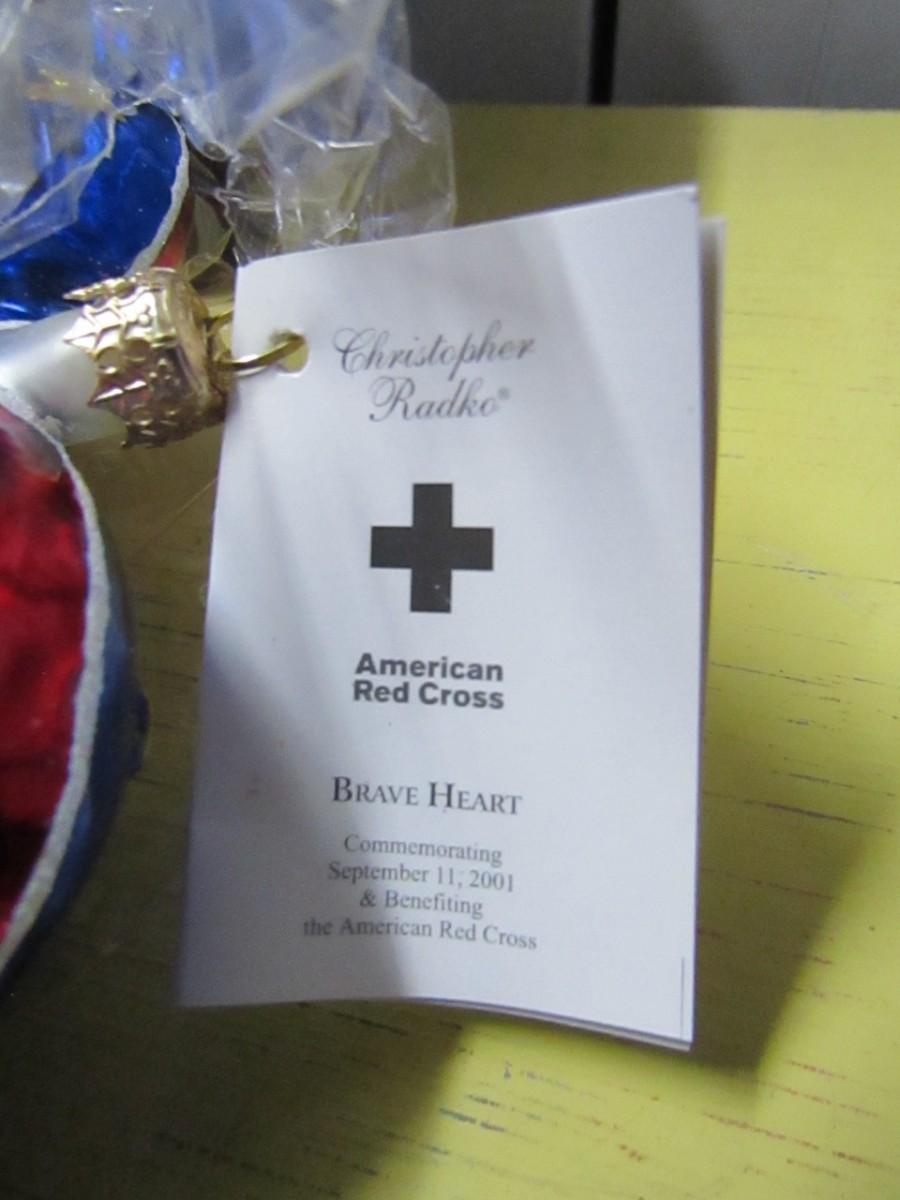 Christopher
Radko®
American
Red Cross
BRAVE HEART
Commemorating
September 11, 2001
& Benefiting
the American Red Cross